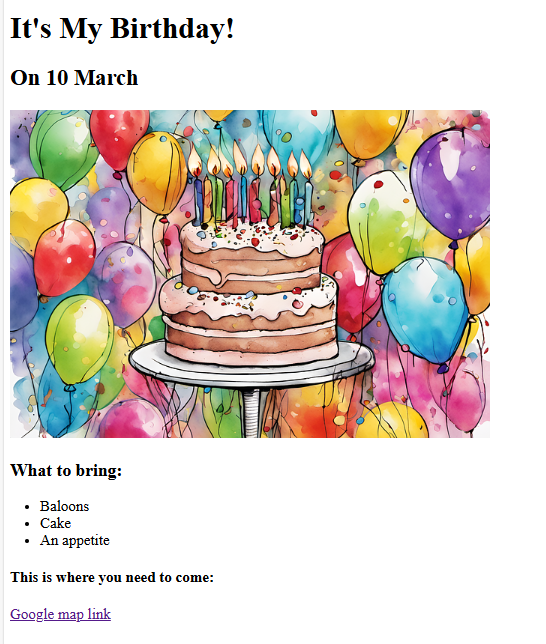 It's My Birthday!
On 10 March
What to bring:
Baloons
Cake
An appetite
This is where you need to come:
Google map link